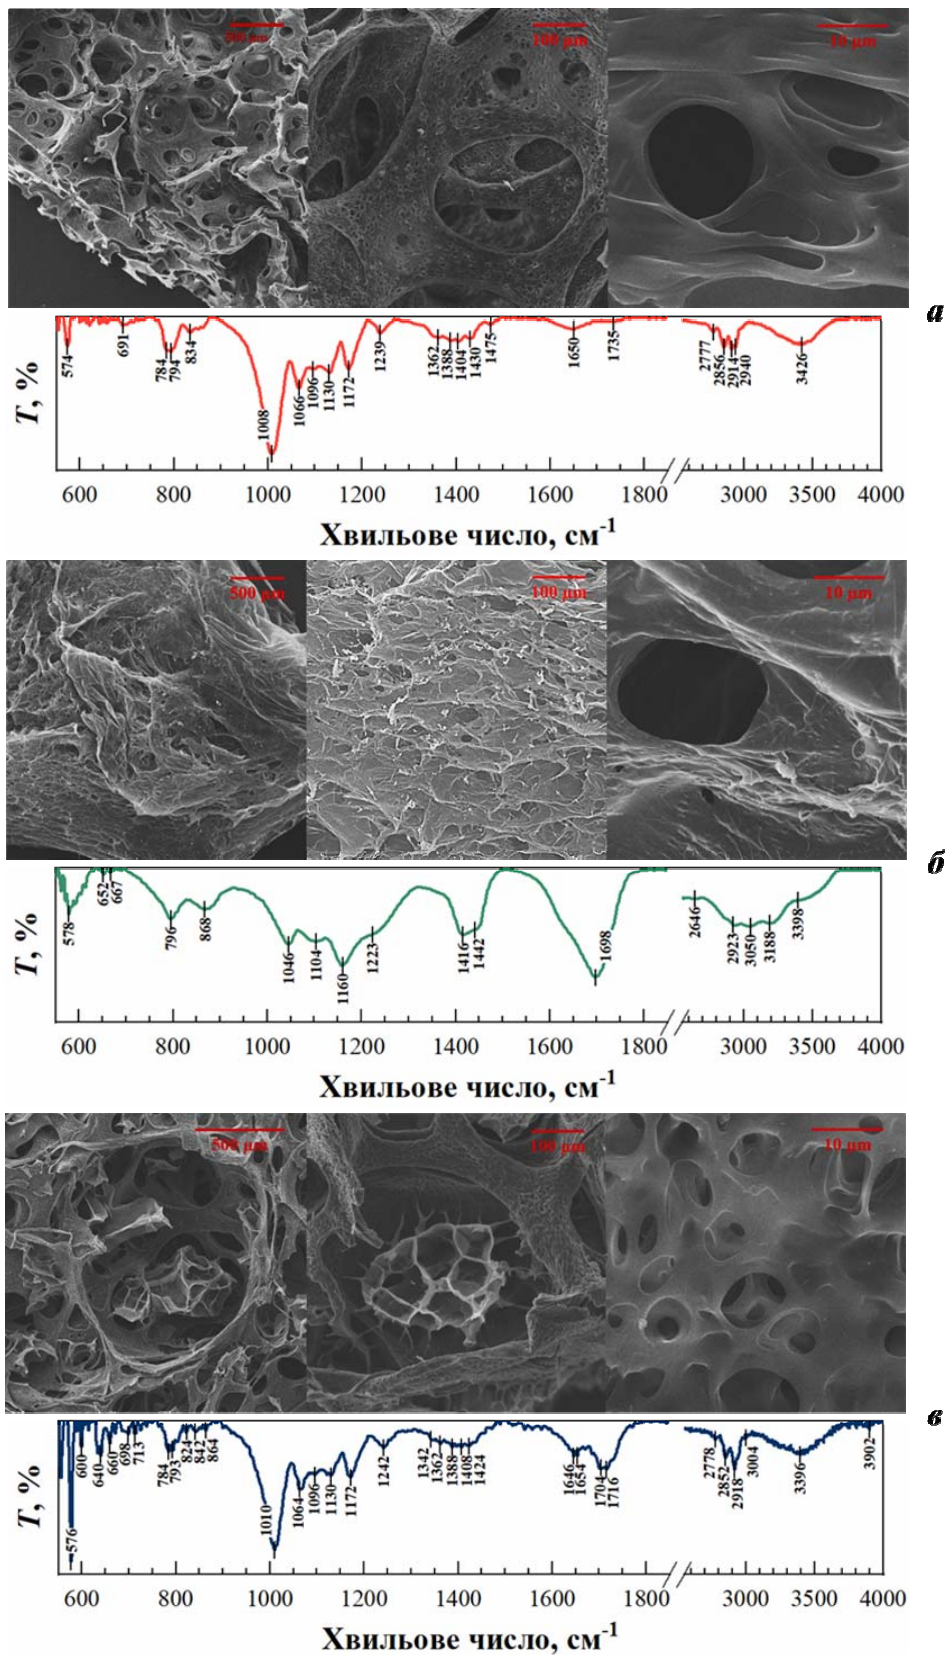 500 µm 100 µm 10 µm
а
T, %
574 691 784 794 834 1008 1066 1096 1130 1172 1239 1362 1388 1404 1430 1475 1650 1735 2777 2856 2914 2940 3426
600 800 1000 1200 1400 1600 1800 3000 3500 4000
Хвильове число, см-1
500 µm 100 µm 10 µm
б
T, %
578 652 667 796 868 1046 1104 1160 1223 1416 1442 1698 2646 2923 3050 3188 3398
600 800 1000 1200 1400 1600 1800 3000 3500 4000
Хвильове число, см-1
500 µm 100 µm 10 µm
в
T, %
576 600 640 660 698 713 784 793 824 842 864 1010 1064 1096 1130 1172 1242 1342 1362 1388 1408 1424 1646 1654 1704 1716 2778 2852 2918 3004 3396 3902
600 800 1000 1200 1400 1600 1800 3000 3500 4000
Хвильове число, см-1